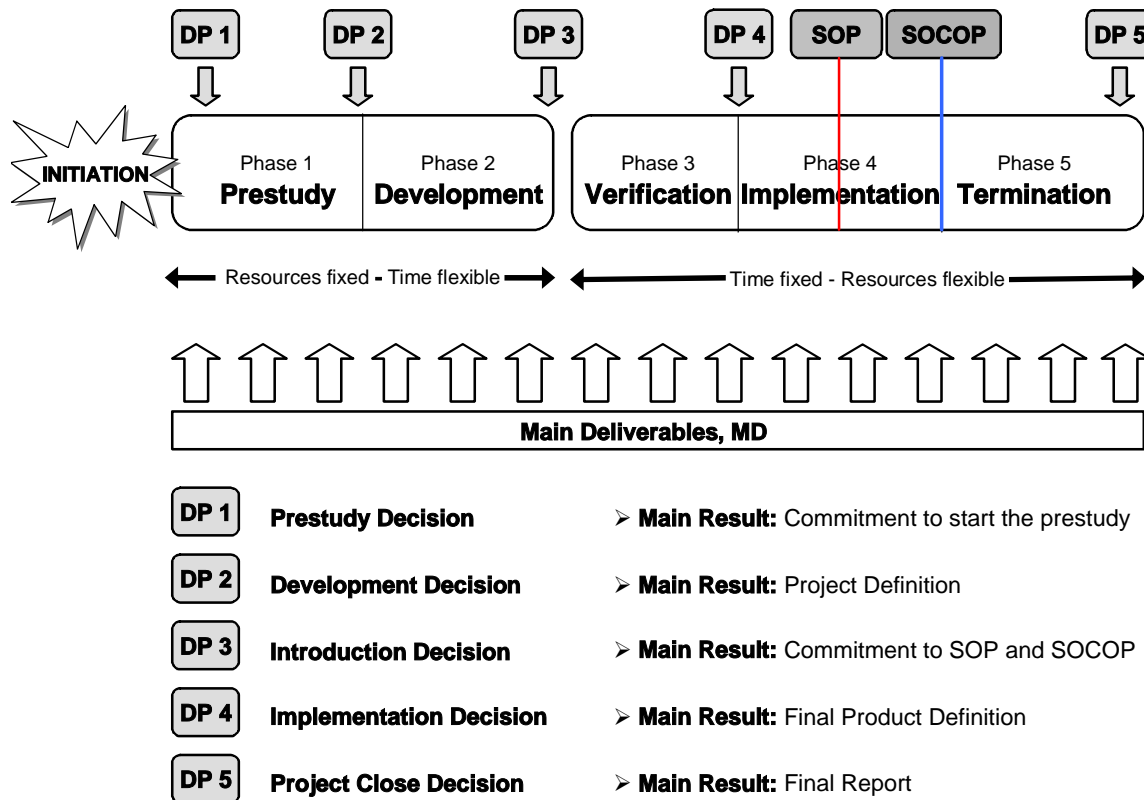 DP 1 DP 2 DP 3 DP 4 SOP SOCOP DP 5
INITIATION
Phase 1 Phase 2 Phase 3 Phase 4 Phase 5
Prestudy Development Verification Implementation Termination
Resources fixed - Time flexible Time fixed - Resources flexible
Main Deliverables, MD
DP 1 Prestudy Decision ➢ Main Result: Commitment to start the prestudy
DP 2 Development Decision ➢ Main Result: Project Definition
DP 3 Introduction Decision ➢ Main Result: Commitment to SOP and SOCOP
DP 4 Implementation Decision ➢ Main Result: Final Product Definition
DP 5 Project Close Decision ➢ Main Result: Final Report